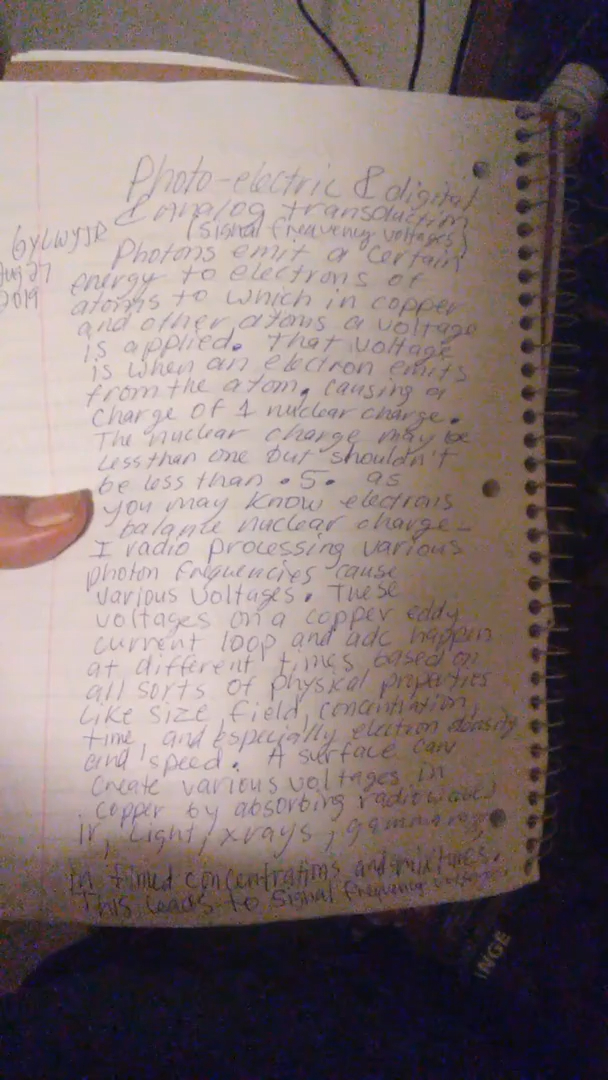 Photo-electric & digital
& Analog transduction
(signal frequency voltages)
by LWYJR
Aug 27
2019
Photons emit a certain
energy to electrons of
atoms to which in copper
and other atoms a voltage
is applied. That voltage
is when an electron emits
from the atom, causing a
charge of 1 nuclear charge.
The nuclear charge may be
less than one but shouldn't
be less than .5. as
you may know electrons
balance nuclear charge-
I radio processing various
photon frequencies cause
various voltages. These
voltages on a copper eddy
current loop and adc happen
at different times based on
all sorts of physical properties
like size, field, concentration,
time, and especially electron density
and speed. A surface can
create various voltages in
copper by absorbing radiowaves
ir, light, xrays, gamma rays,
in timed concentrations and mixtures.
This leads to signal frequency voltages
INGE